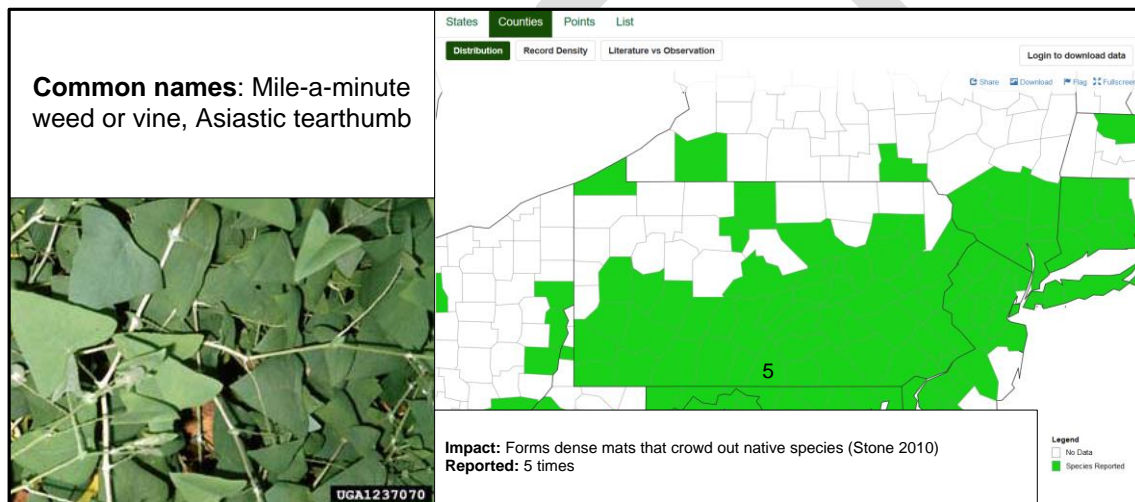 Common names: Mile-a-minute
weed or vine, Asiastic tearthumb
UGA1237070
States Counties Points List
Distribution Record Density Literature vs Observation
Login to download data
Share Download Flag Fullscreen
5
Impact: Forms dense mats that crowd out native species (Stone 2010)
Reported: 5 times
Legend
No Data
Species Reported